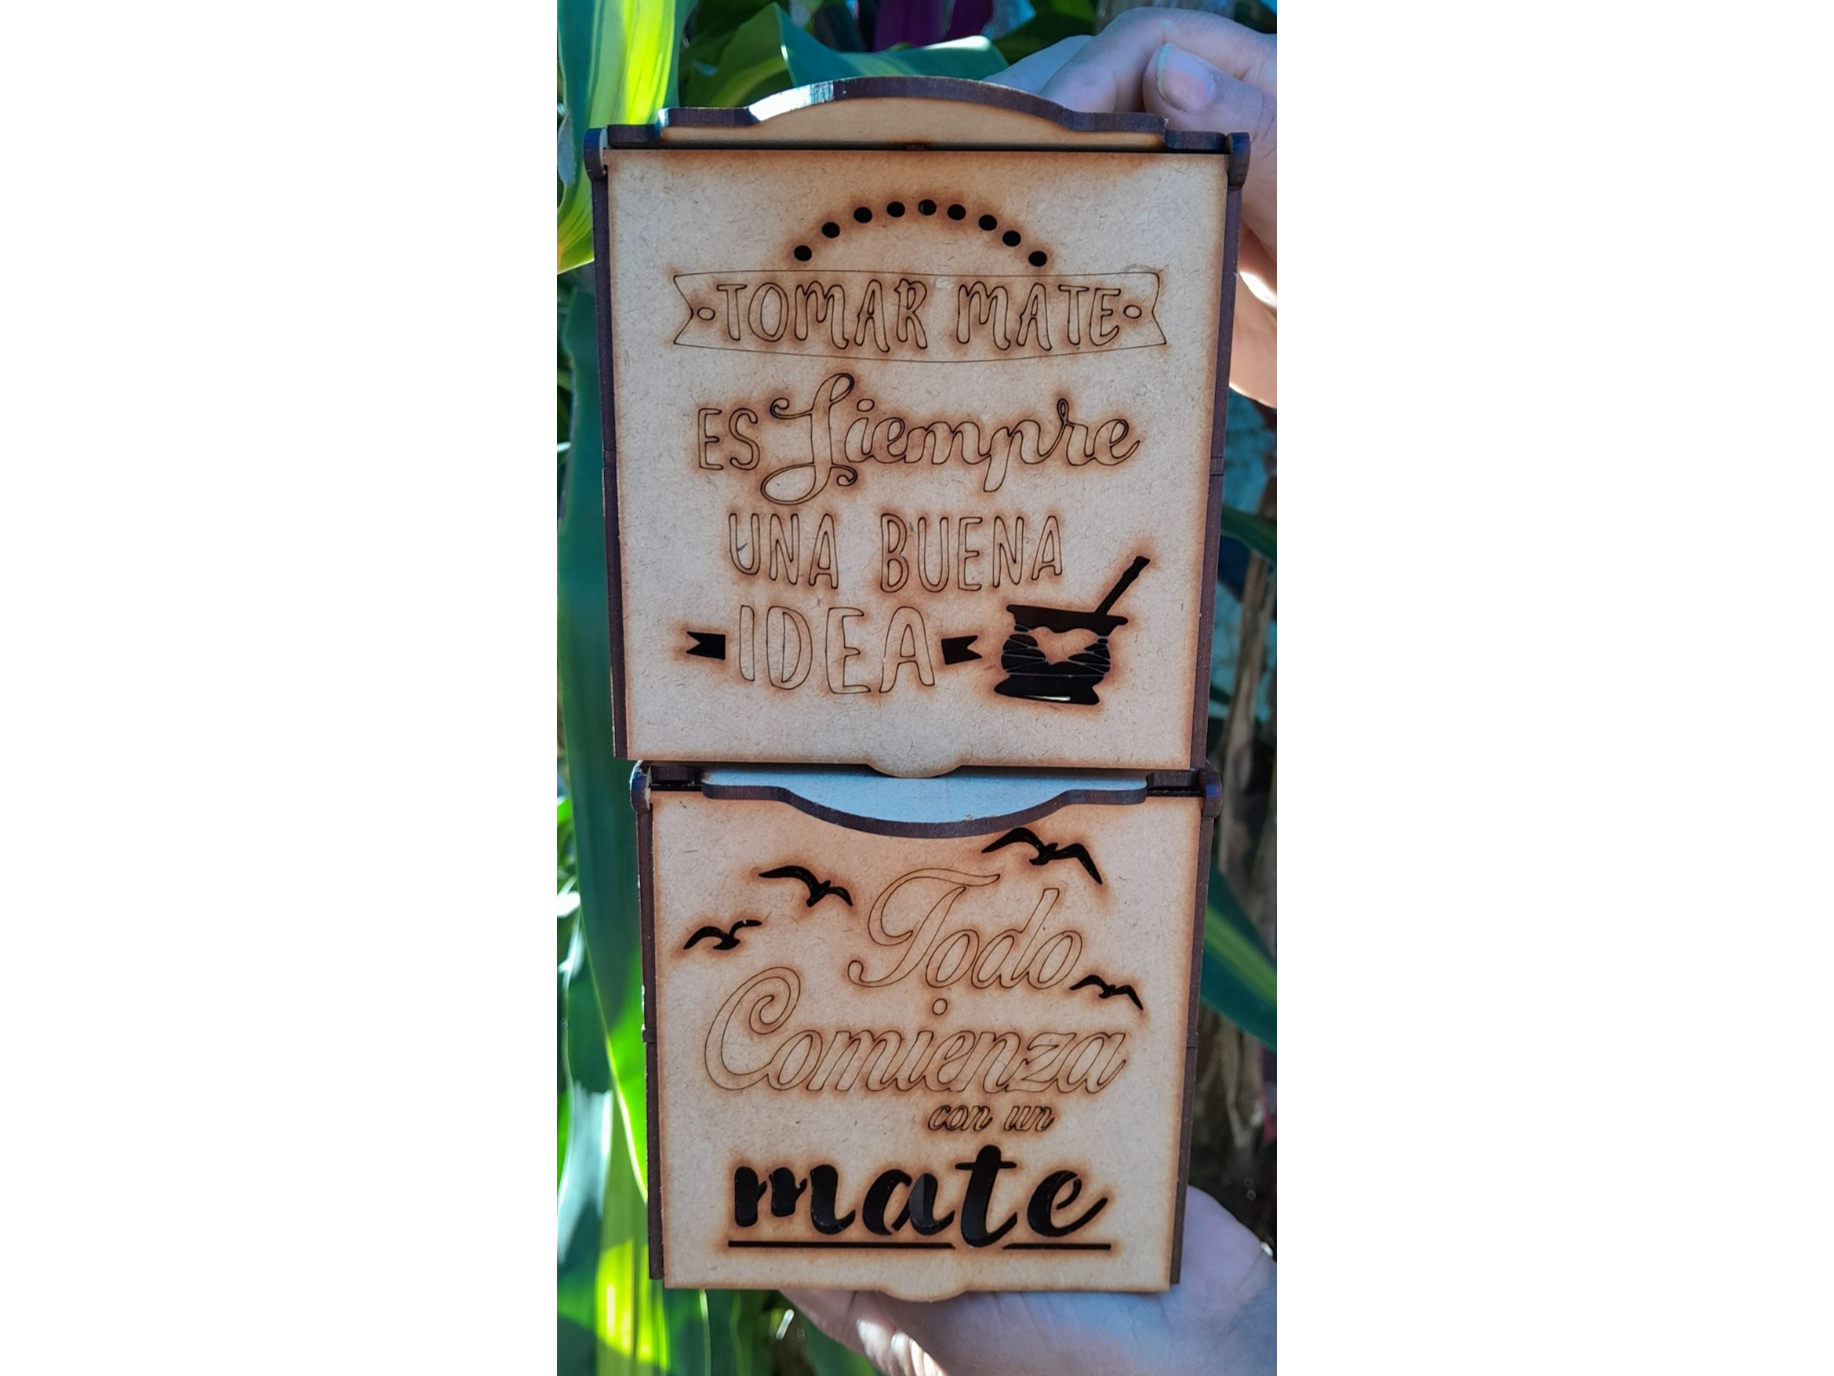 TOMAR MATE
ES Siempre
UNA BUENA
IDEA
Todo
Comienza
con un
mate